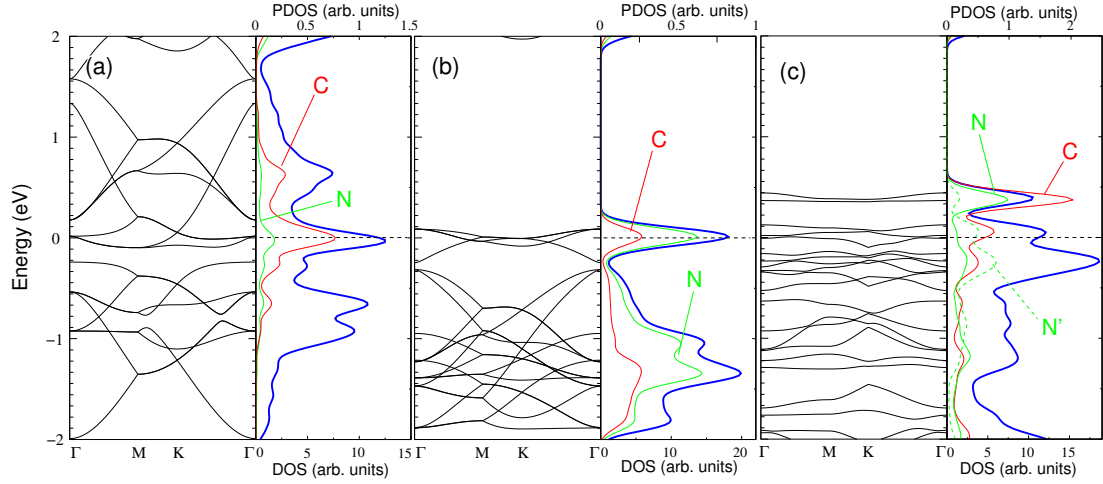 PDOS (arb. units)
PDOS (arb. units)
PDOS (arb. units)
0 0.5 1 1.5
0 0.5 1
0 1 2
2
1
0
−1
−2
Energy (eV)
(a)
C
N
(b)
C
N
(c)
N
C
N'
Γ M K Γ
0 5 10 15
Γ M K Γ
0 10 20
Γ M K Γ
0 5 10 15
DOS (arb. units)
DOS (arb. units)
DOS (arb. units)